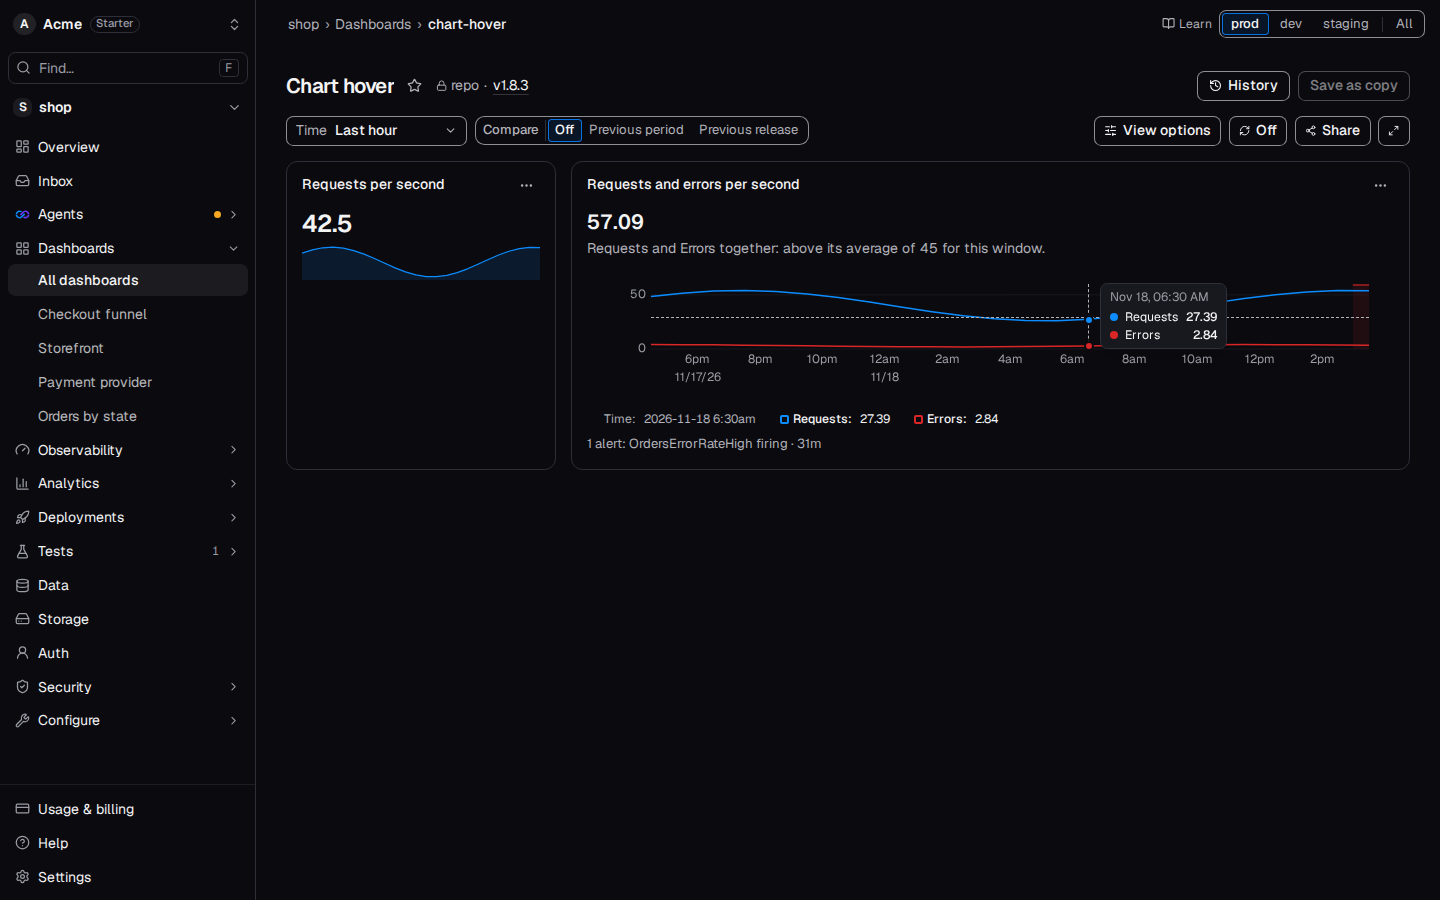 A Acme Starter
Find... F
S shop
Overview
Inbox
Agents
Dashboards
All dashboards
Checkout funnel
Storefront
Payment provider
Orders by state
Observability
Analytics
Deployments
Tests 1
Data
Storage
Auth
Security
Configure
Usage & billing
Help
Settings
shop › Dashboards › chart-hover
Learn prod dev staging All
Chart hover repo · v1.8.3
History Save as copy
Time Last hour Compare Off Previous period Previous release
View options Off Share
Requests per second
42.5
Requests and errors per second
57.09
Requests and Errors together: above its average of 45 for this window.
50
0
Nov 18, 06:30 AM
Requests 27.39
Errors 2.84
6pm 8pm 10pm 12am 2am 4am 6am 8am 10am 12pm 2pm
11/17/26 11/18
Time: 2026-11-18 6:30am Requests: 27.39 Errors: 2.84
1 alert: OrdersErrorRateHigh firing · 31m